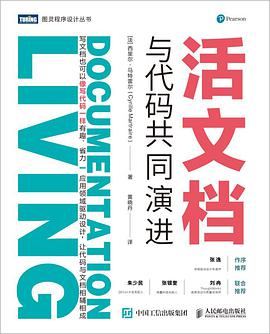 TURING
图灵程序设计丛书
Pearson
活文档
与代码共同演进
[法] 西里尔·马特雷尔 (Cyrille Martraire) 著
黄晓丹 译
LIVING
DOCUMENTATION
写文档也可以像写代码一样有趣、省力
应用领域驱动设计，让代码与文档相辅相成
张逸
作序
推荐
朱少民
张银奎
刘冉
联合
推荐
中国工信出版集团
人民邮电出版社
POSTS & TELECOM PRESS